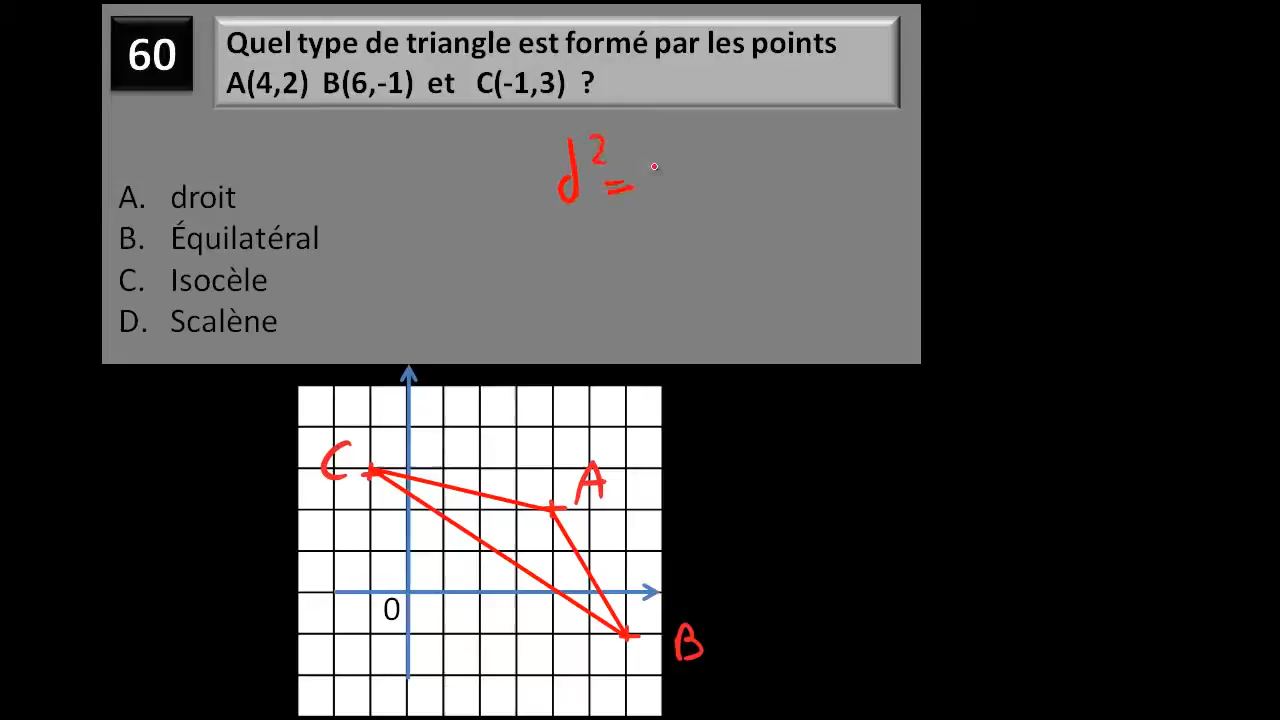 60
Quel type de triangle est formé par les points
A(4,2) B(6,-1) et C(-1,3) ?
d² =
A. droit
B. Équilatéral
C. Isocèle
D. Scalène
C
A
0
B